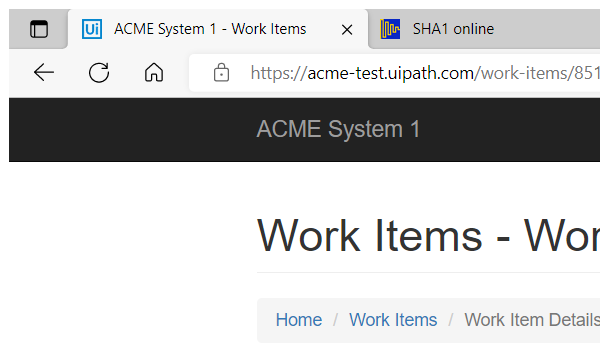 Ui ACME System 1 - Work Items SHA1 online
https://acme-test.uipath.com/work-items/851
ACME System 1
Work Items - Wor
Home / Work Items / Work Item Details